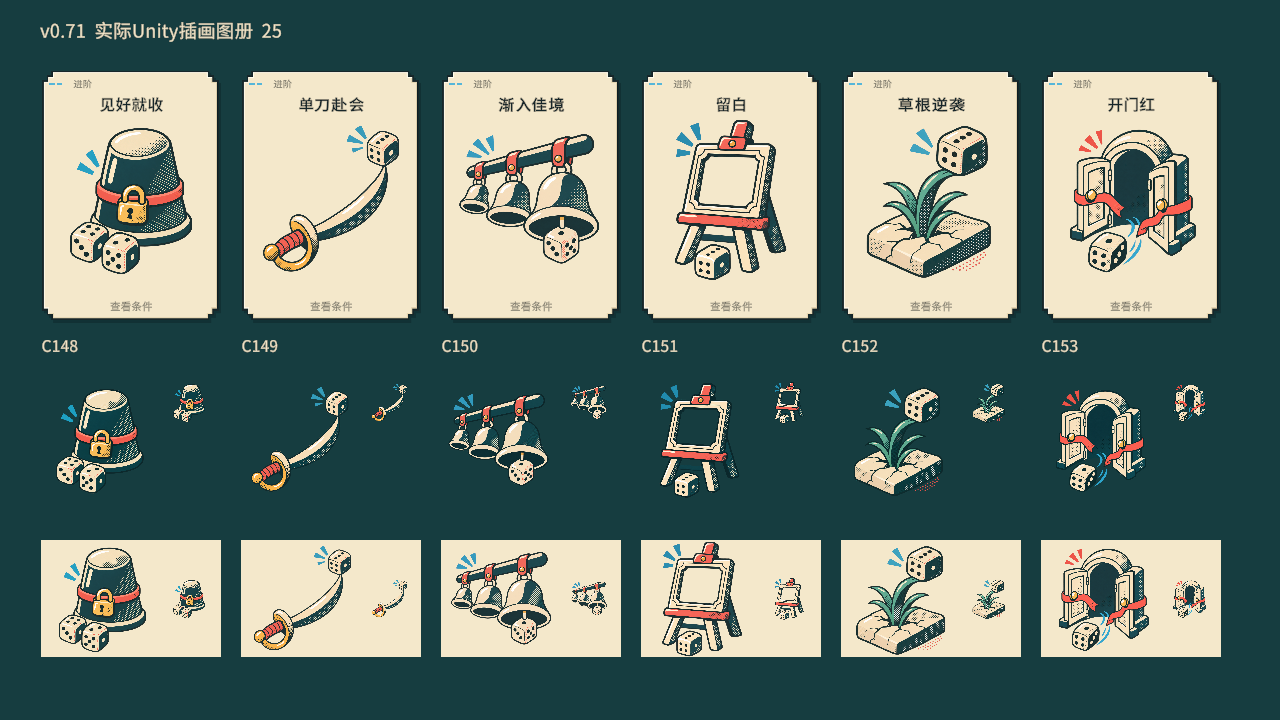 v0.71 实际Unity插画图册 25
进阶
见好就收
查看条件
进阶
单刀赴会
查看条件
进阶
渐入佳境
查看条件
进阶
留白
查看条件
进阶
草根逆袭
查看条件
进阶
开门红
查看条件
C148
C149
C150
C151
C152
C153